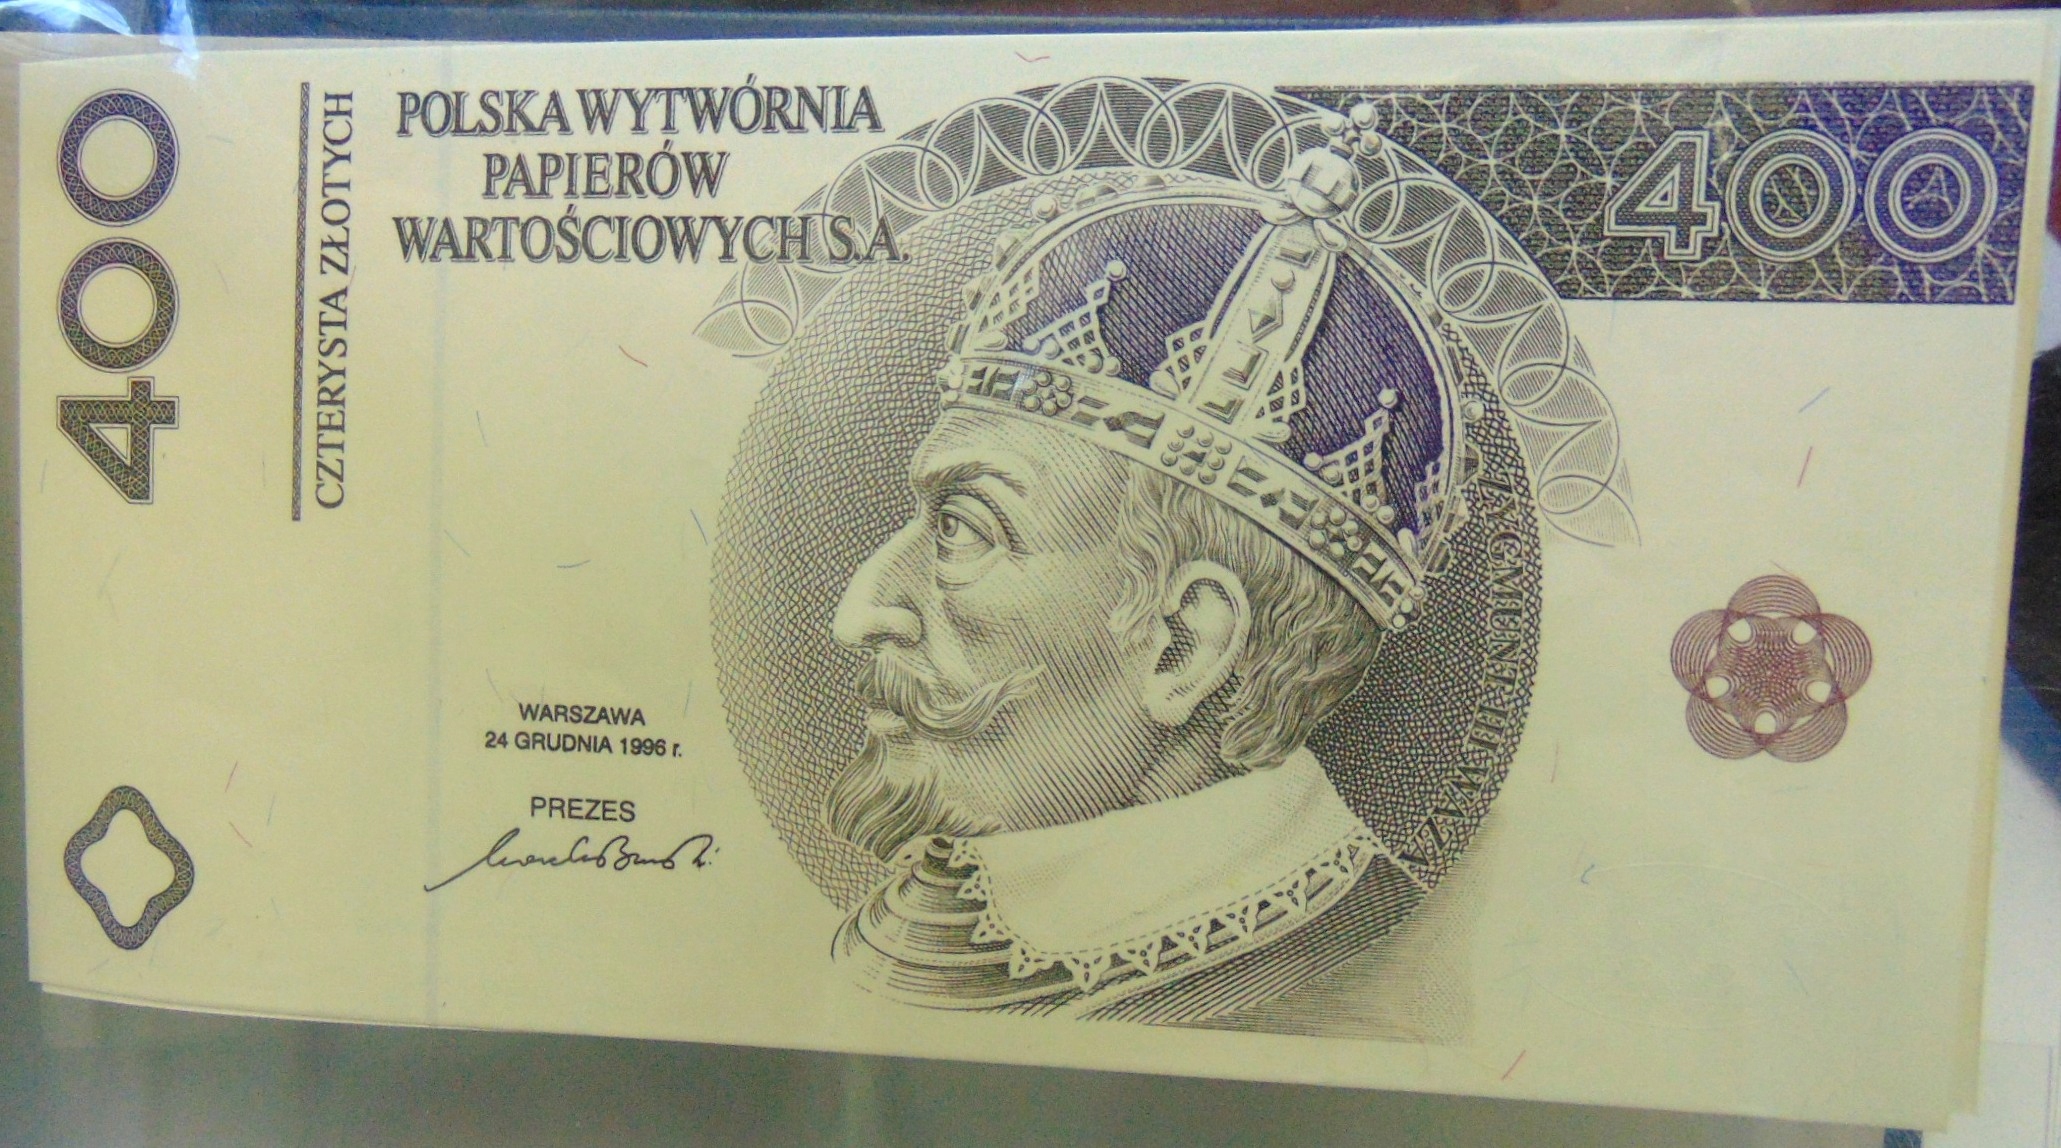 400
CZTERYSTA ZŁOTYCH
POLSKA WYTWÓRNIA
PAPIERÓW
WARTOŚCIOWYCH S.A.
400
ZYGMUNT III WAZA
WARSZAWA
24 GRUDNIA 1996 r.
PREZES